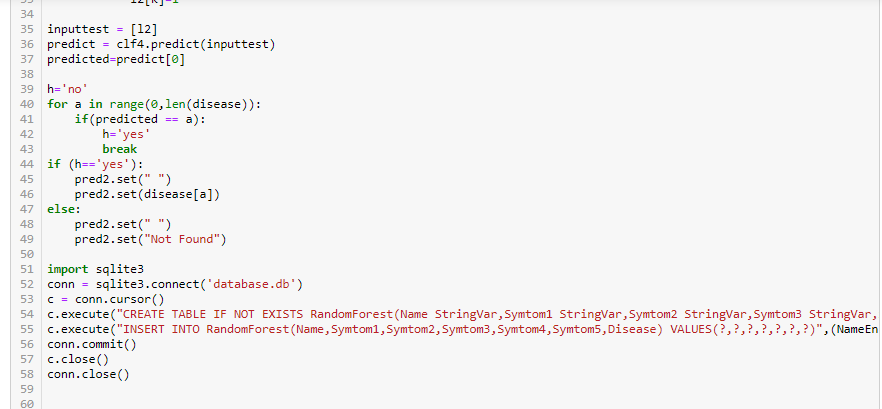 33 l2[k]=1
34
35 inputtest = [l2]
36 predict = clf4.predict(inputtest)
37 predicted=predict[0]
38
39 h='no'
40 for a in range(0,len(disease)):
41     if(predicted == a):
42         h='yes'
43         break
44 if (h=='yes'):
45     pred2.set(" ")
46     pred2.set(disease[a])
47 else:
48     pred2.set(" ")
49     pred2.set("Not Found")
50
51 import sqlite3
52 conn = sqlite3.connect('database.db')
53 c = conn.cursor()
54 c.execute("CREATE TABLE IF NOT EXISTS RandomForest(Name StringVar,Symtom1 StringVar,Symtom2 StringVar,Symtom3 StringVar,
55 c.execute("INSERT INTO RandomForest(Name,Symtom1,Symtom2,Symtom3,Symtom4,Symtom5,Disease) VALUES(?,?,?,?,?,?,?)",(NameEn
56 conn.commit()
57 c.close()
58 conn.close()
59
60